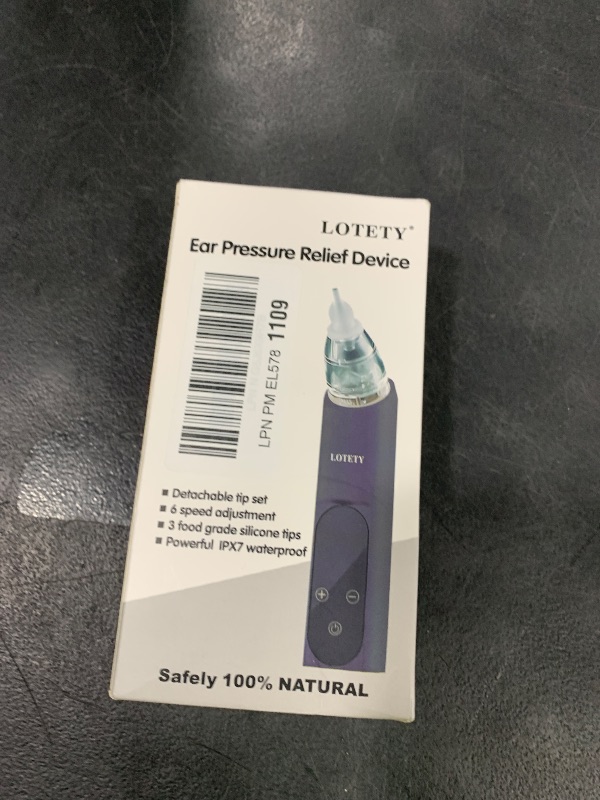 LOTETY®
Ear Pressure Relief Device
LPN PM EL578 1109
LOTETY
▪ Detachable tip set
▪ 6 speed adjustment
▪ 3 food grade silicone tips
▪ Powerful IPX7 waterproof
Safely 100% NATURAL